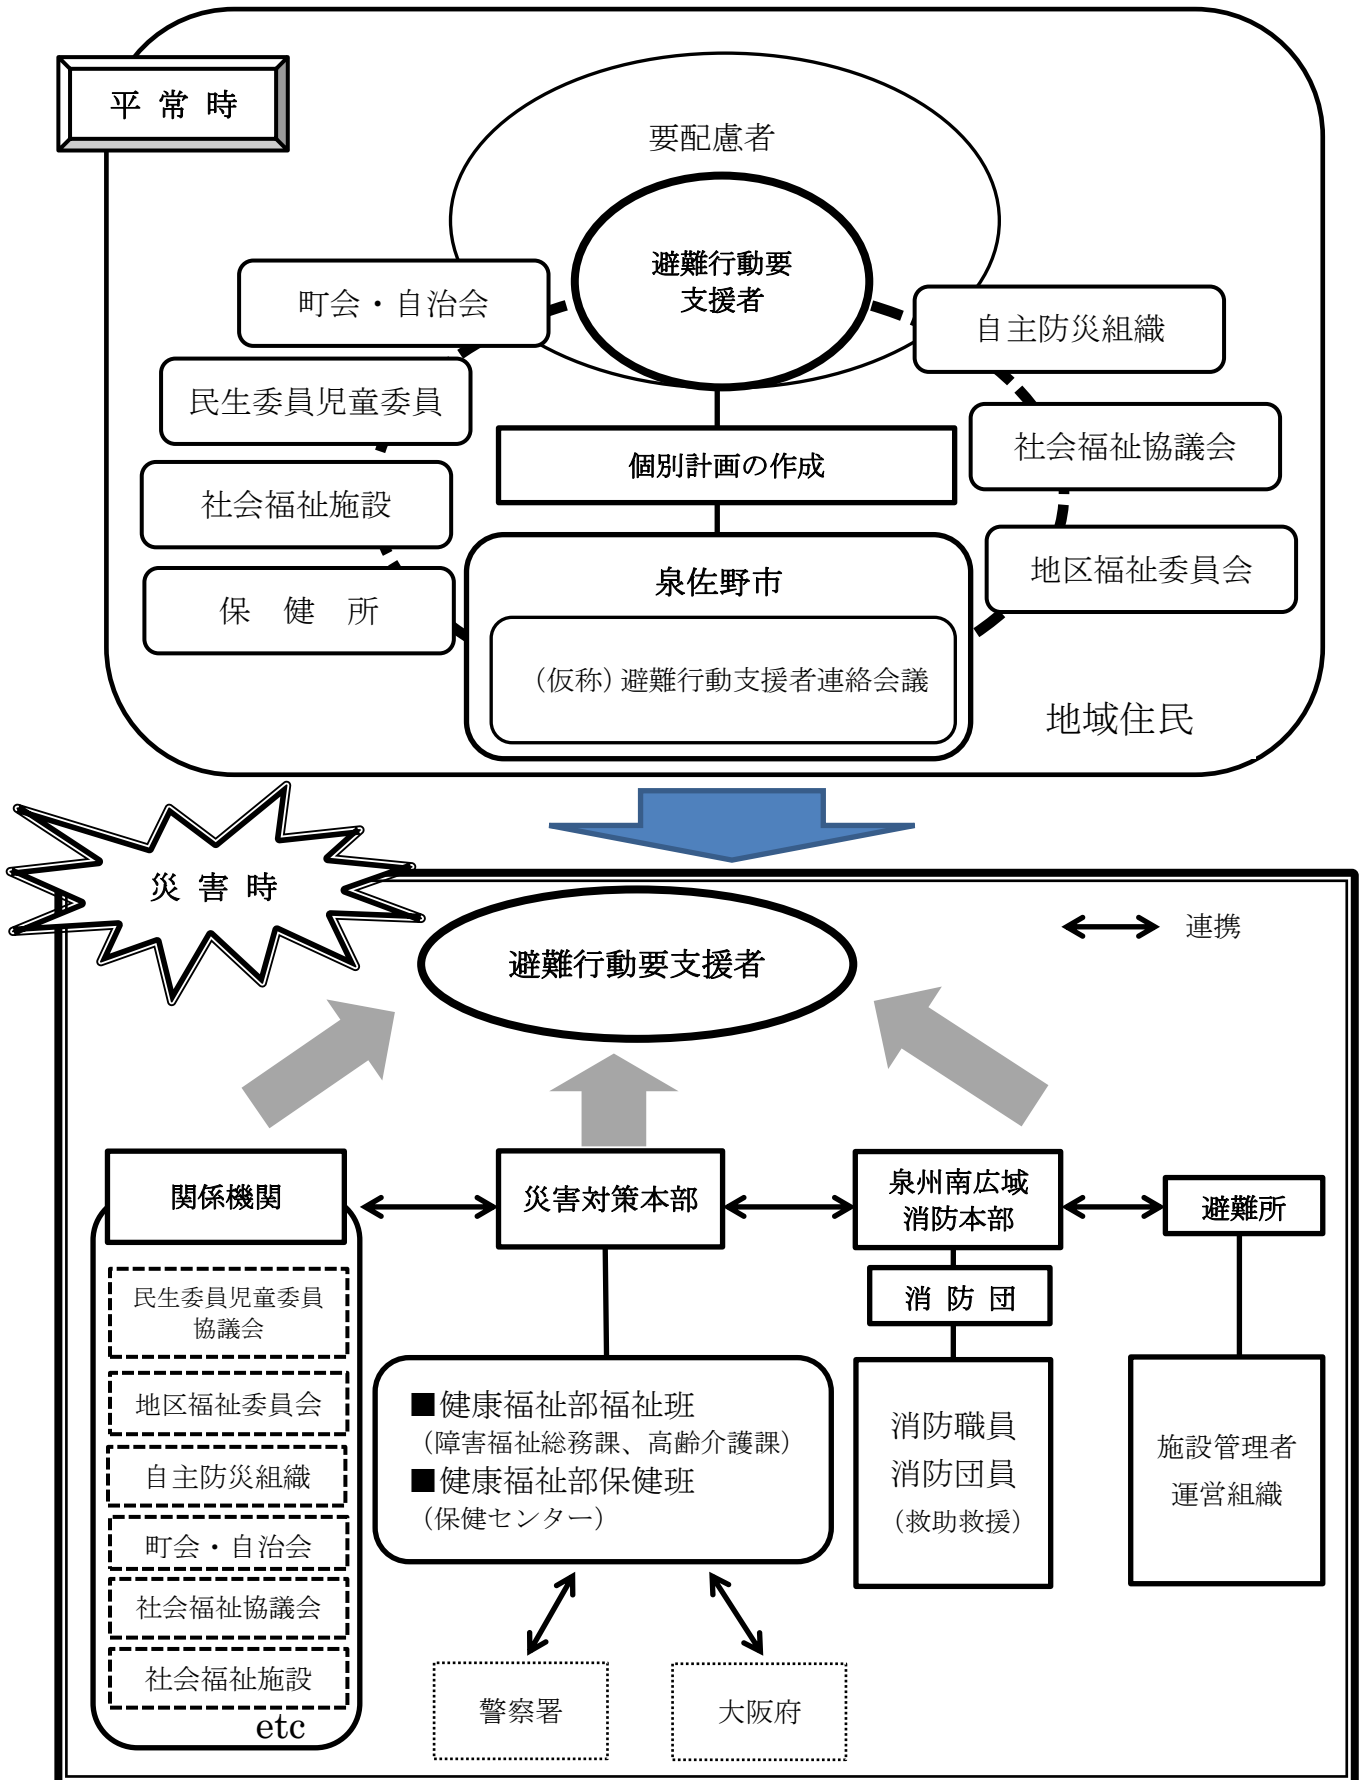 平 常 時
要配慮者
避難行動要
支援者
町会・自治会
自主防災組織
民生委員児童委員
社会福祉協議会
個別計画の作成
社会福祉施設
地区福祉委員会
保 健 所
泉佐野市
（仮称）避難行動支援者連絡会議
地域住民
災 害 時
連携
避難行動要支援者
関係機関
災害対策本部
泉州南広域
消防本部
避難所
民生委員児童委員
協議会
地区福祉委員会
自主防災組織
町会・自治会
社会福祉協議会
社会福祉施設
etc
■健康福祉部福祉班
（障害福祉総務課、高齢介護課）
■健康福祉部保健班
（保健センター）
消 防 団
消防職員
消防団員
（救助救援）
施設管理者
運営組織
警察署
大阪府